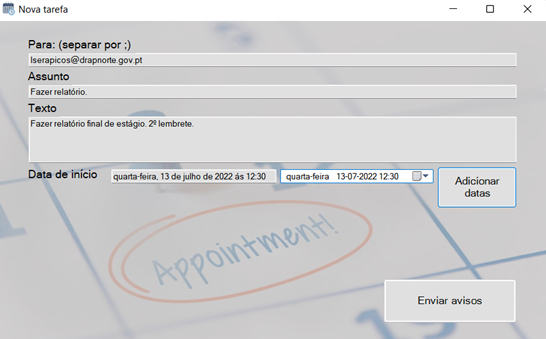 Nova tarefa
Para: (separar por ;)
lserapicos@drapnorte.gov.pt
Assunto
Fazer relatório.
Texto
Fazer relatório final de estágio. 2º lembrete.
Data de início
quarta-feira, 13 de julho de 2022 ás 12:30
quarta-feira 13-07-2022 12:30
Adicionar
datas
Appointment!
Enviar avisos